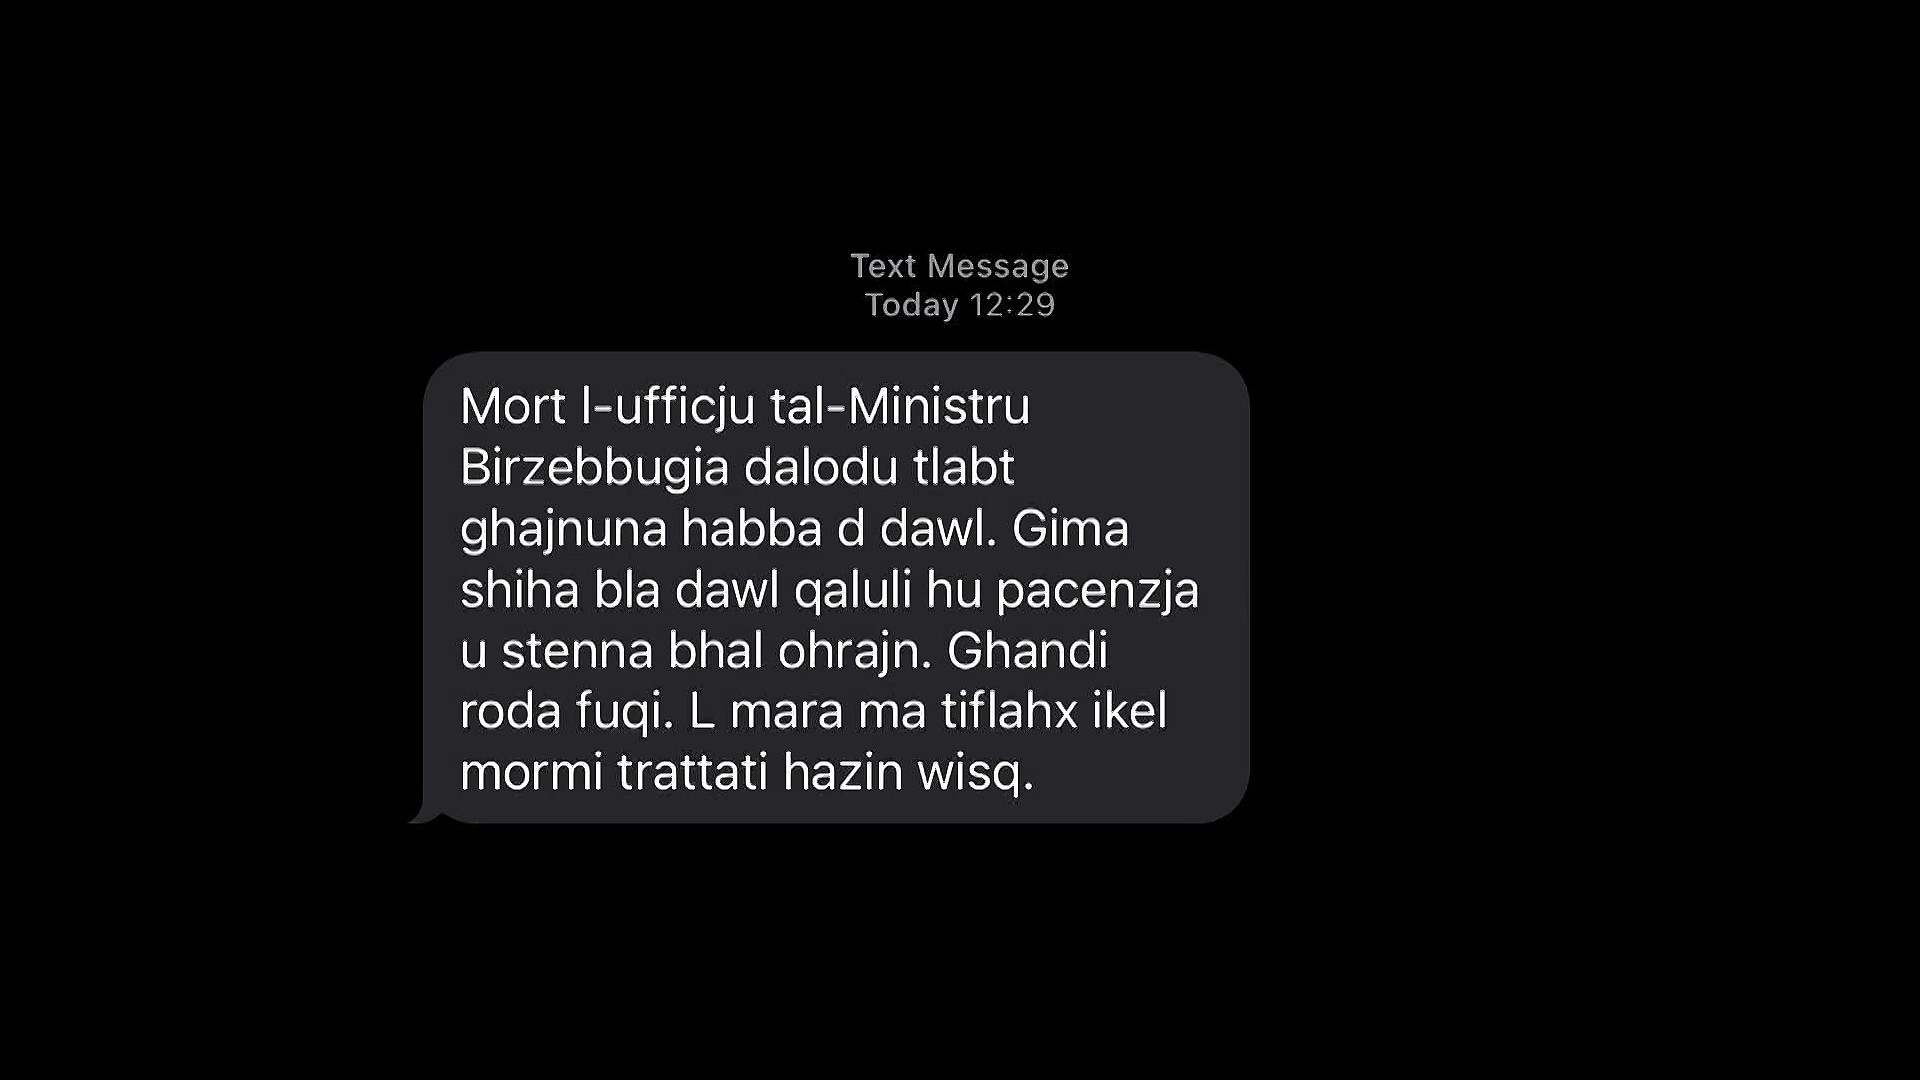 Text Message
Today 12:29
Mort l-ufficju tal-Ministru
Birzebbugia dalodu tlabt
ghajnuna habba d dawl. Gima
shiha bla dawl qaluli hu pacenzja
u stenna bhal ohrajn. Ghandi
roda fuqi. L mara ma tiflahx ikel
mormi trattati hazin wisq.